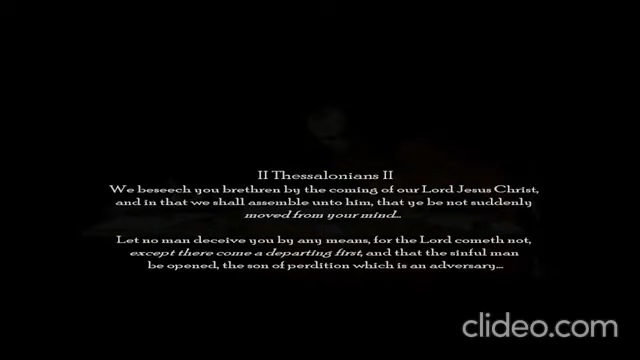 II Thessalonians II
We beseech you brethren by the coming of our Lord Jesus Christ,
and in that we shall assemble unto him, that ye be not suddenly
moved from your mind...
Let no man deceive you by any means, for the Lord cometh not,
except there come a departing first, and that the sinful man
be opened, the son of perdition which is an adversary...
clideo.com